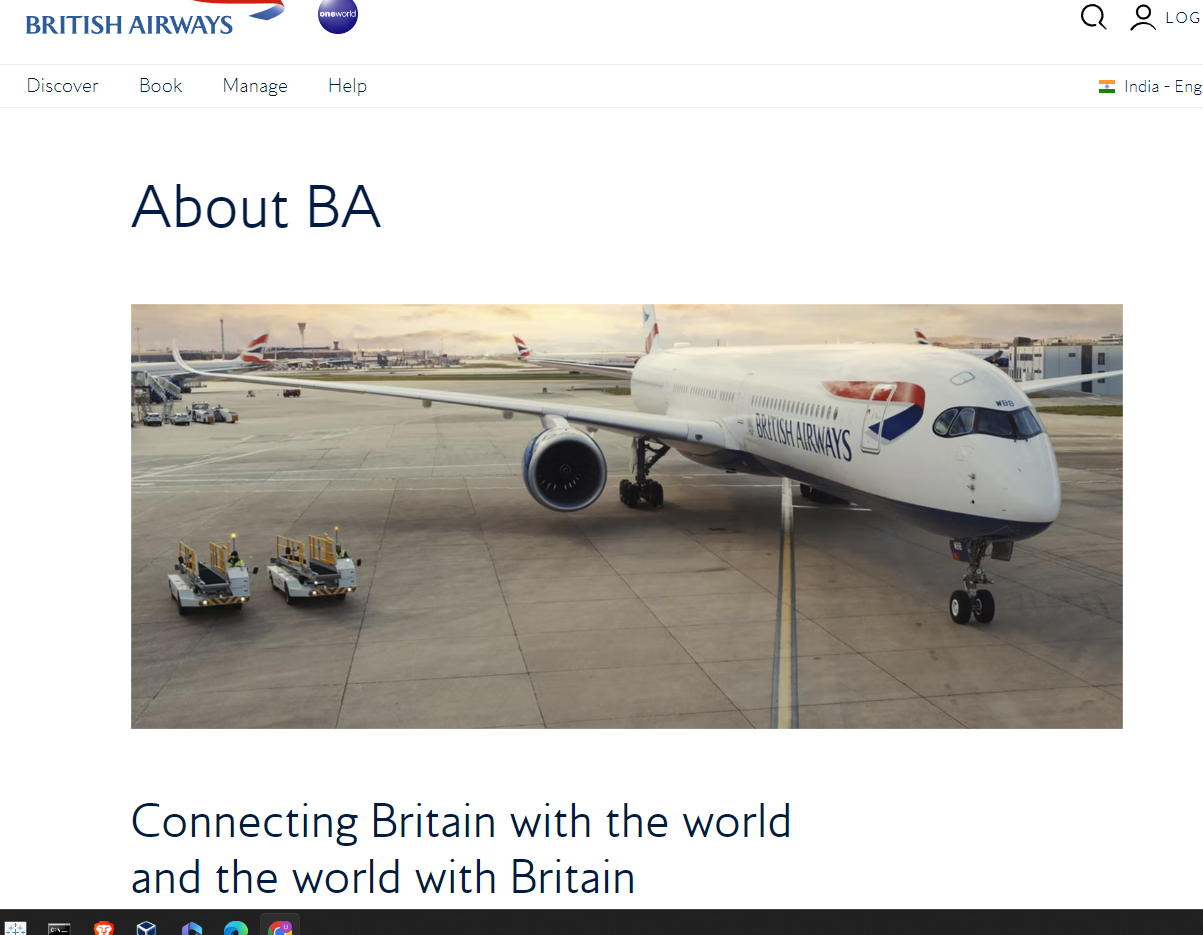 BRITISH AIRWAYS
oneworld
LOG
Discover
Book
Manage
Help
India - Eng
About BA
WBB
BRITISH AIRWAYS
Connecting Britain with the world
and the world with Britain